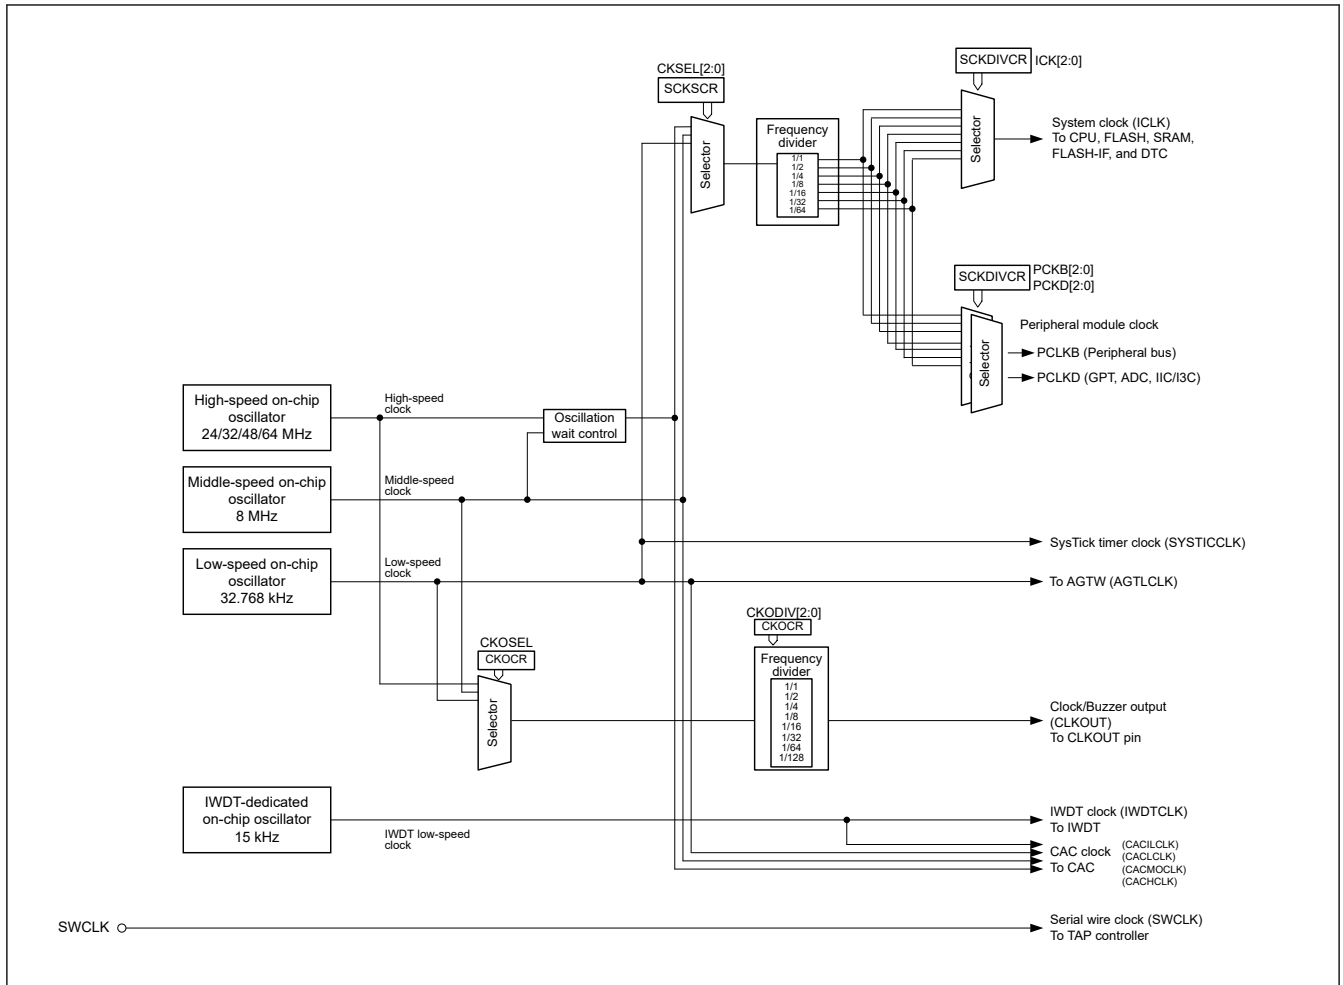 SCKDIVCR ICK[2:0]
CKSEL[2:0]
SCKSCR
Selector
Frequency
divider
1/1
1/2
1/4
1/8
1/16
1/32
1/64
Selector
System clock (ICLK)
To CPU, FLASH, SRAM,
FLASH-IF, and DTC
SCKDIVCR
PCKB[2:0]
PCKD[2:0]
Selector
Peripheral module clock
PCLKB (Peripheral bus)
PCLKD (GPT, ADC, IIC/I3C)
High-speed on-chip
oscillator
24/32/48/64 MHz
High-speed
clock
Oscillation
wait control
Middle-speed on-chip
oscillator
8 MHz
Middle-speed
clock
SysTick timer clock (SYSTICCLK)
Low-speed on-chip
oscillator
32.768 kHz
Low-speed
clock
To AGTW (AGTLCLK)
CKOSEL
CKOCR
Selector
CKODIV[2:0]
CKOCR
Frequency
divider
1/1
1/2
1/4
1/8
1/16
1/32
1/64
1/128
Clock/Buzzer output
(CLKOUT)
To CLKOUT pin
IWDT-dedicated
on-chip oscillator
15 kHz
IWDT low-speed
clock
IWDT clock (IWDTCLK)
To IWDT
CAC clock
To CAC
(CACILCLK)
(CACLCLK)
(CACMOCLK)
(CACHCLK)
SWCLK
Serial wire clock (SWCLK)
To TAP controller